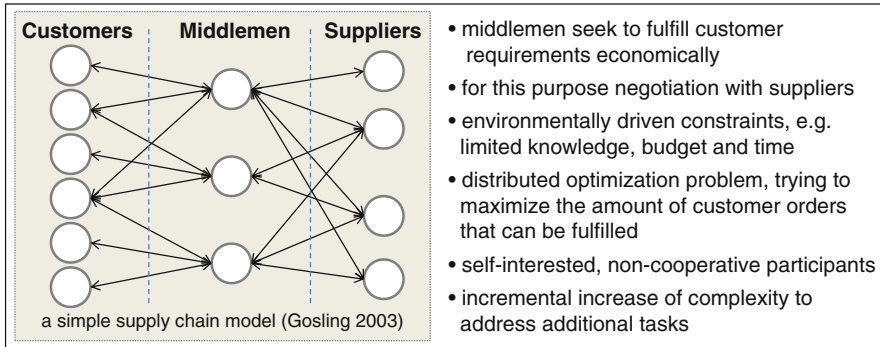 Customers Middlemen Suppliers
a simple supply chain model (Gosling 2003)
• middlemen seek to fulfill customer
requirements economically
• for this purpose negotiation with suppliers
• environmentally driven constraints, e.g.
limited knowledge, budget and time
• distributed optimization problem, trying to
maximize the amount of customer orders
that can be fulfilled
• self-interested, non-cooperative participants
• incremental increase of complexity to
address additional tasks